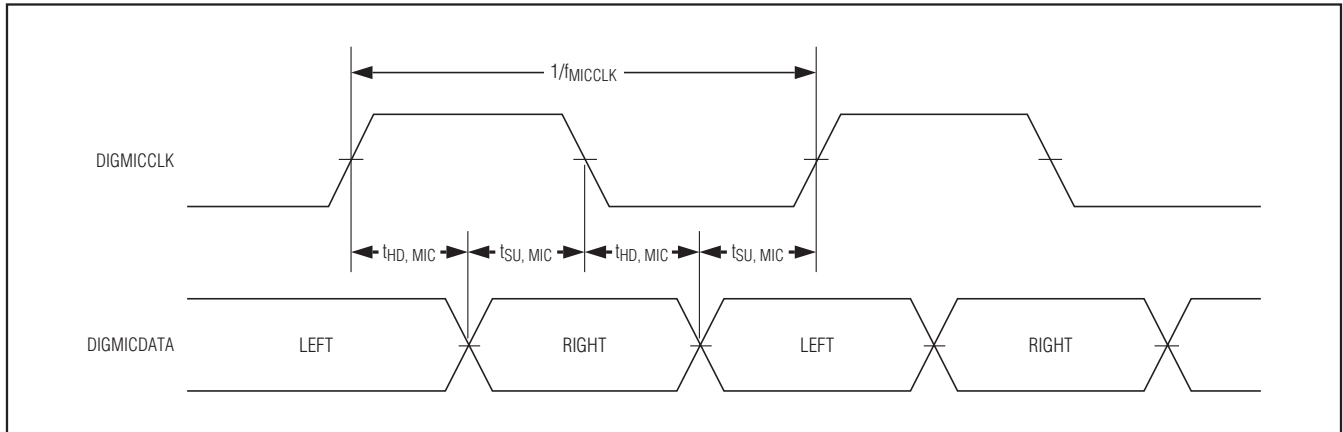 1/fMICCLK
DIGMICCLK
tHD, MIC tSU, MIC tHD, MIC tSU, MIC
DIGMICDATA LEFT RIGHT LEFT RIGHT